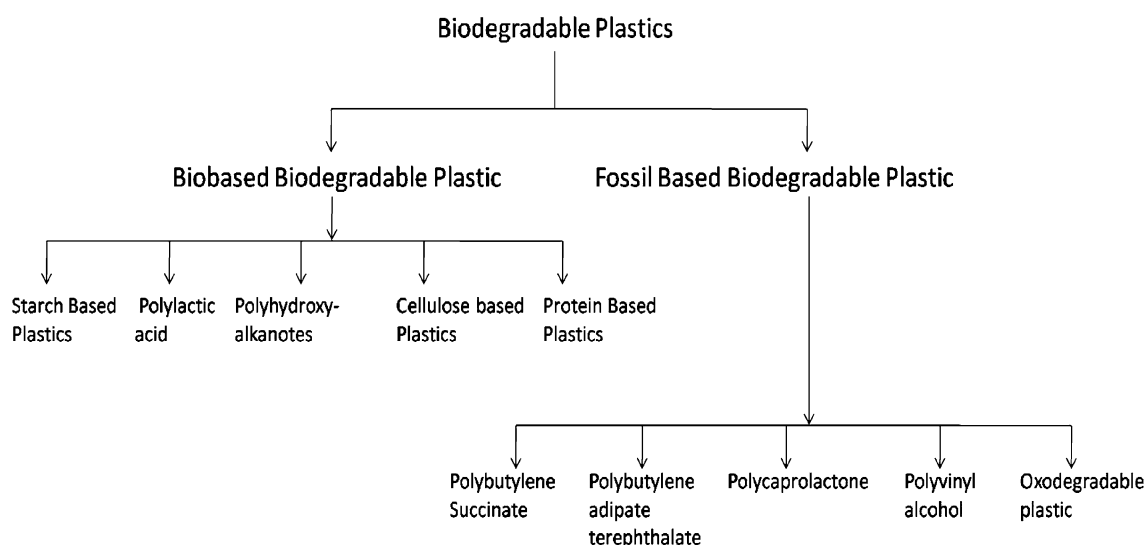 Biodegradable Plastics
Biobased Biodegradable Plastic
Fossil Based Biodegradable Plastic
Starch Based
Plastics
Polylactic
acid
Polyhydroxy-
alkanotes
Cellulose based
Plastics
Protein Based
Plastics
Polybutylene
Succinate
Polybutylene
adipate
terephthalate
Polycaprolactone
Polyvinyl
alcohol
Oxodegradable
plastic